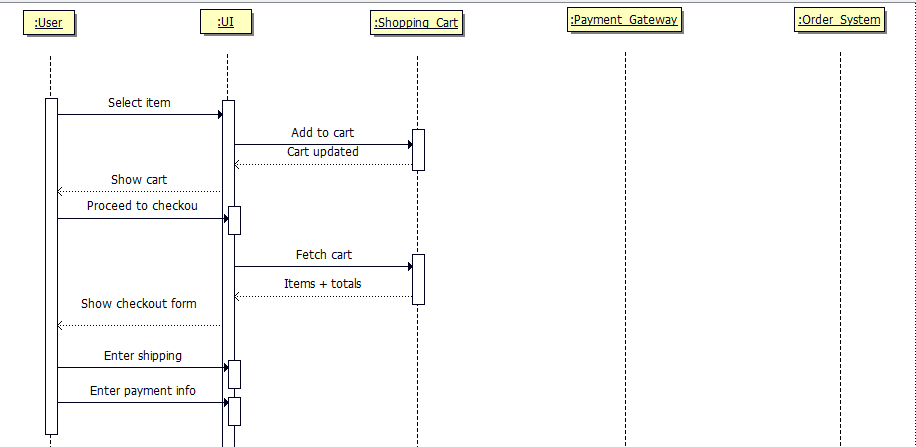 :User
:UI
:Shopping_Cart
:Payment_Gateway
:Order_System
Select item
Add to cart
Cart updated
Show cart
Proceed to checkou
Fetch cart
Items + totals
Show checkout form
Enter shipping
Enter payment info